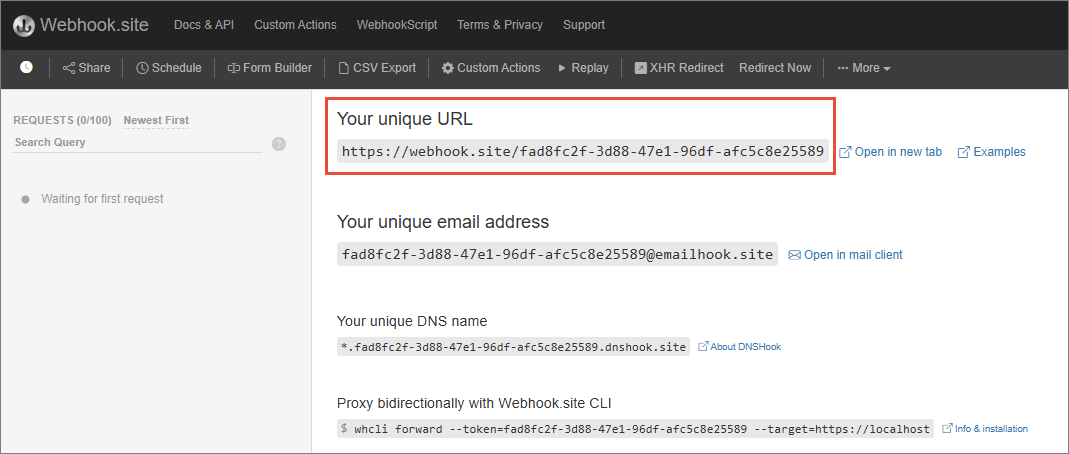 Webhook.site Docs & API Custom Actions WebhookScript Terms & Privacy Support
Share Schedule Form Builder CSV Export Custom Actions Replay XHR Redirect Redirect Now ··· More
REQUESTS (0/100) Newest First
Search Query ?
Waiting for first request
Your unique URL
https://webhook.site/fad8fc2f-3d88-47e1-96df-afc5c8e25589 Open in new tab Examples
Your unique email address
fad8fc2f-3d88-47e1-96df-afc5c8e25589@emailhook.site Open in mail client
Your unique DNS name
*.fad8fc2f-3d88-47e1-96df-afc5c8e25589.dnshook.site About DNSHook
Proxy bidirectionally with Webhook.site CLI
$ whcli forward --token=fad8fc2f-3d88-47e1-96df-afc5c8e25589 --target=https://localhost Info & installation